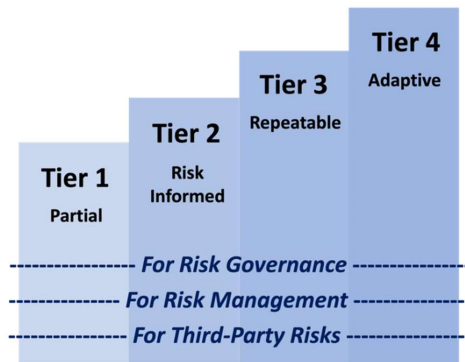 Tier 1
Partial
Tier 2
Risk
Informed
Tier 3
Repeatable
Tier 4
Adaptive
For Risk Governance
For Risk Management
For Third-Party Risks